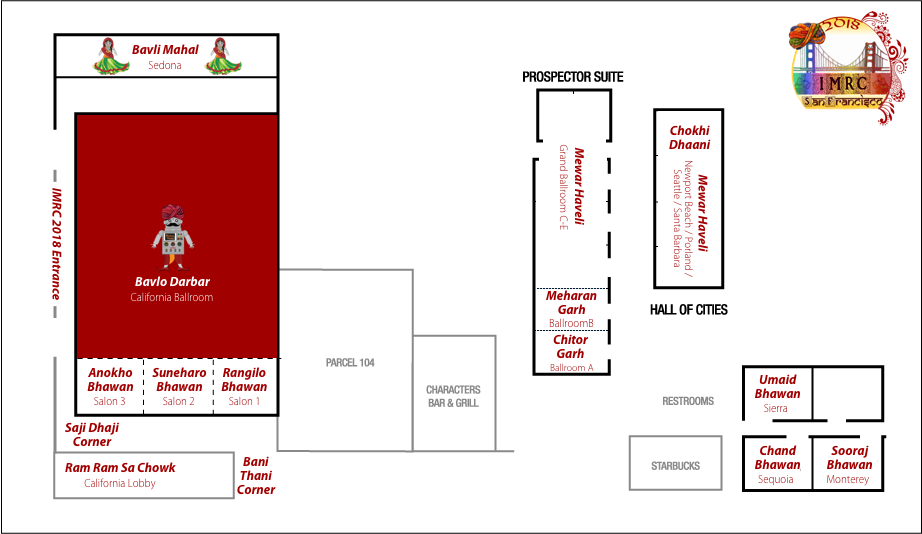 Bavli Mahal
Sedona
IMRC 2018 Entrance
Bavlo Darbar
California Ballroom
Anokho
Bhawan
Salon 3
Suneharo
Bhawan
Salon 2
Rangilo
Bhawan
Salon 1
Saji Dhaji
Corner
Ram Ram Sa Chowk
California Lobby
Bani
Thani
Corner
PARCEL 104
CHARACTERS
BAR & GRILL
PROSPECTOR SUITE
Mewar Haveli
Grand Ballroom C-E
Meharan
Garh
BallroomB
Chitor
Garh
Ballroom A
Chokhi
Dhaani
Mewar Haveli
Newport Beach / Porland /
Seattle / Santa Barbara
HALL OF CITIES
RESTROOMS
STARBUCKS
Umaid
Bhawan
Sierra
Chand
Bhawan
Sequoia
Sooraj
Bhawan
Monterey
2018
IMRC
San Francisco